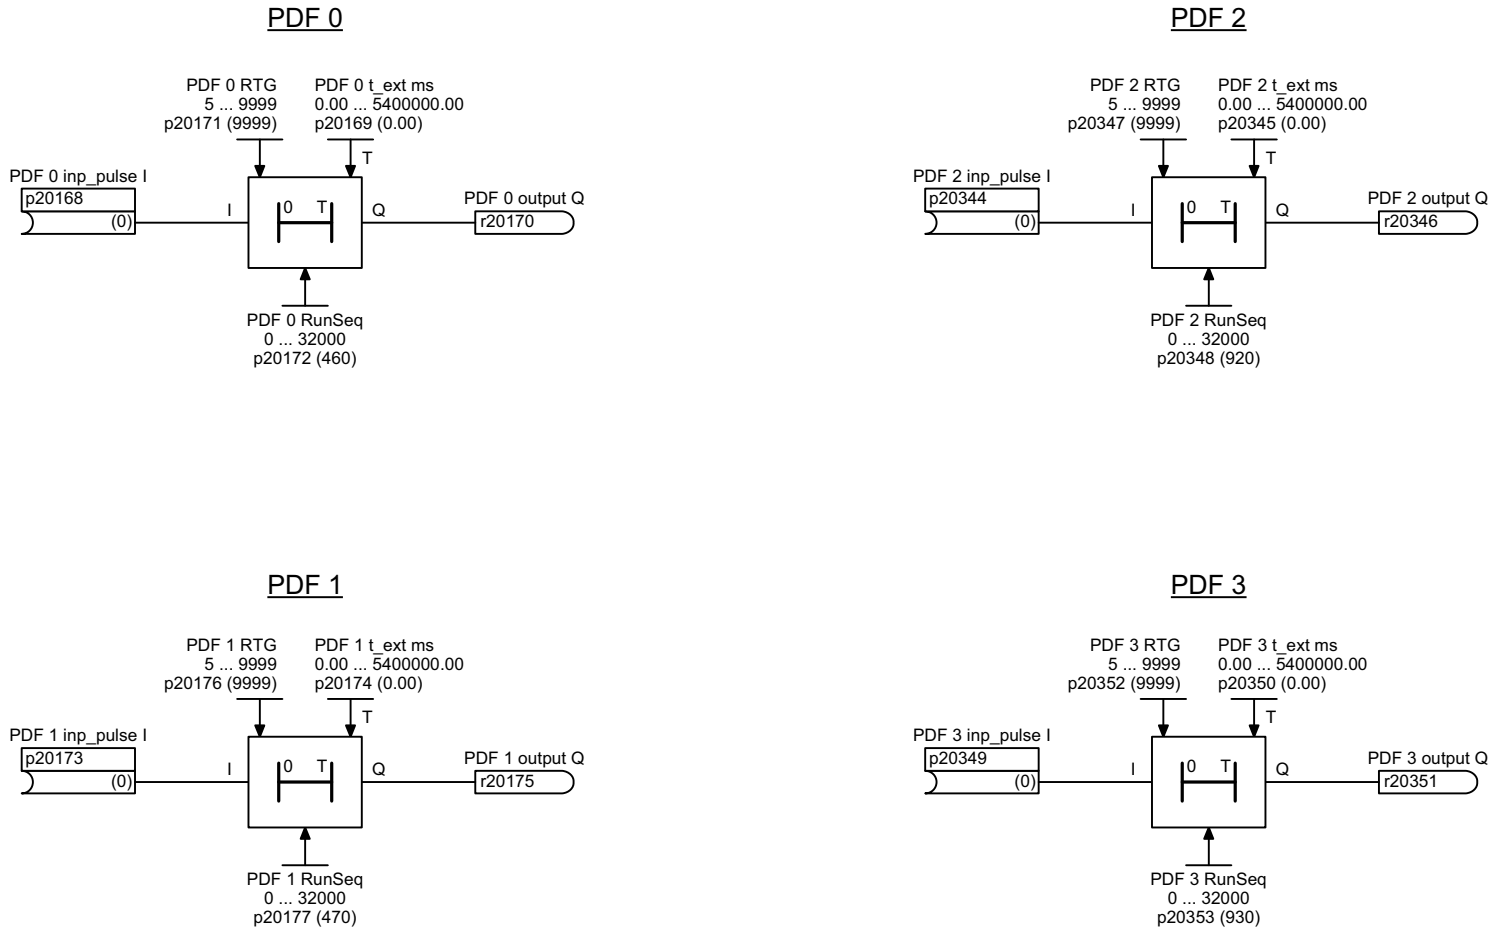 PDF 0
PDF 0 RTG
5 ... 9999
p20171 (9999)
PDF 0 t_ext ms
0.00 ... 5400000.00
p20169 (0.00)
T
PDF 0 inp_pulse I
p20168
(0)
I
0 T
Q
PDF 0 output Q
r20170
PDF 0 RunSeq
0 ... 32000
p20172 (460)
PDF 2
PDF 2 RTG
5 ... 9999
p20347 (9999)
PDF 2 t_ext ms
0.00 ... 5400000.00
p20345 (0.00)
T
PDF 2 inp_pulse I
p20344
(0)
I
0 T
Q
PDF 2 output Q
r20346
PDF 2 RunSeq
0 ... 32000
p20348 (920)
PDF 1
PDF 1 RTG
5 ... 9999
p20176 (9999)
PDF 1 t_ext ms
0.00 ... 5400000.00
p20174 (0.00)
T
PDF 1 inp_pulse I
p20173
(0)
I
0 T
Q
PDF 1 output Q
r20175
PDF 1 RunSeq
0 ... 32000
p20177 (470)
PDF 3
PDF 3 RTG
5 ... 9999
p20352 (9999)
PDF 3 t_ext ms
0.00 ... 5400000.00
p20350 (0.00)
T
PDF 3 inp_pulse I
p20349
(0)
I
0 T
Q
PDF 3 output Q
r20351
PDF 3 RunSeq
0 ... 32000
p20353 (930)